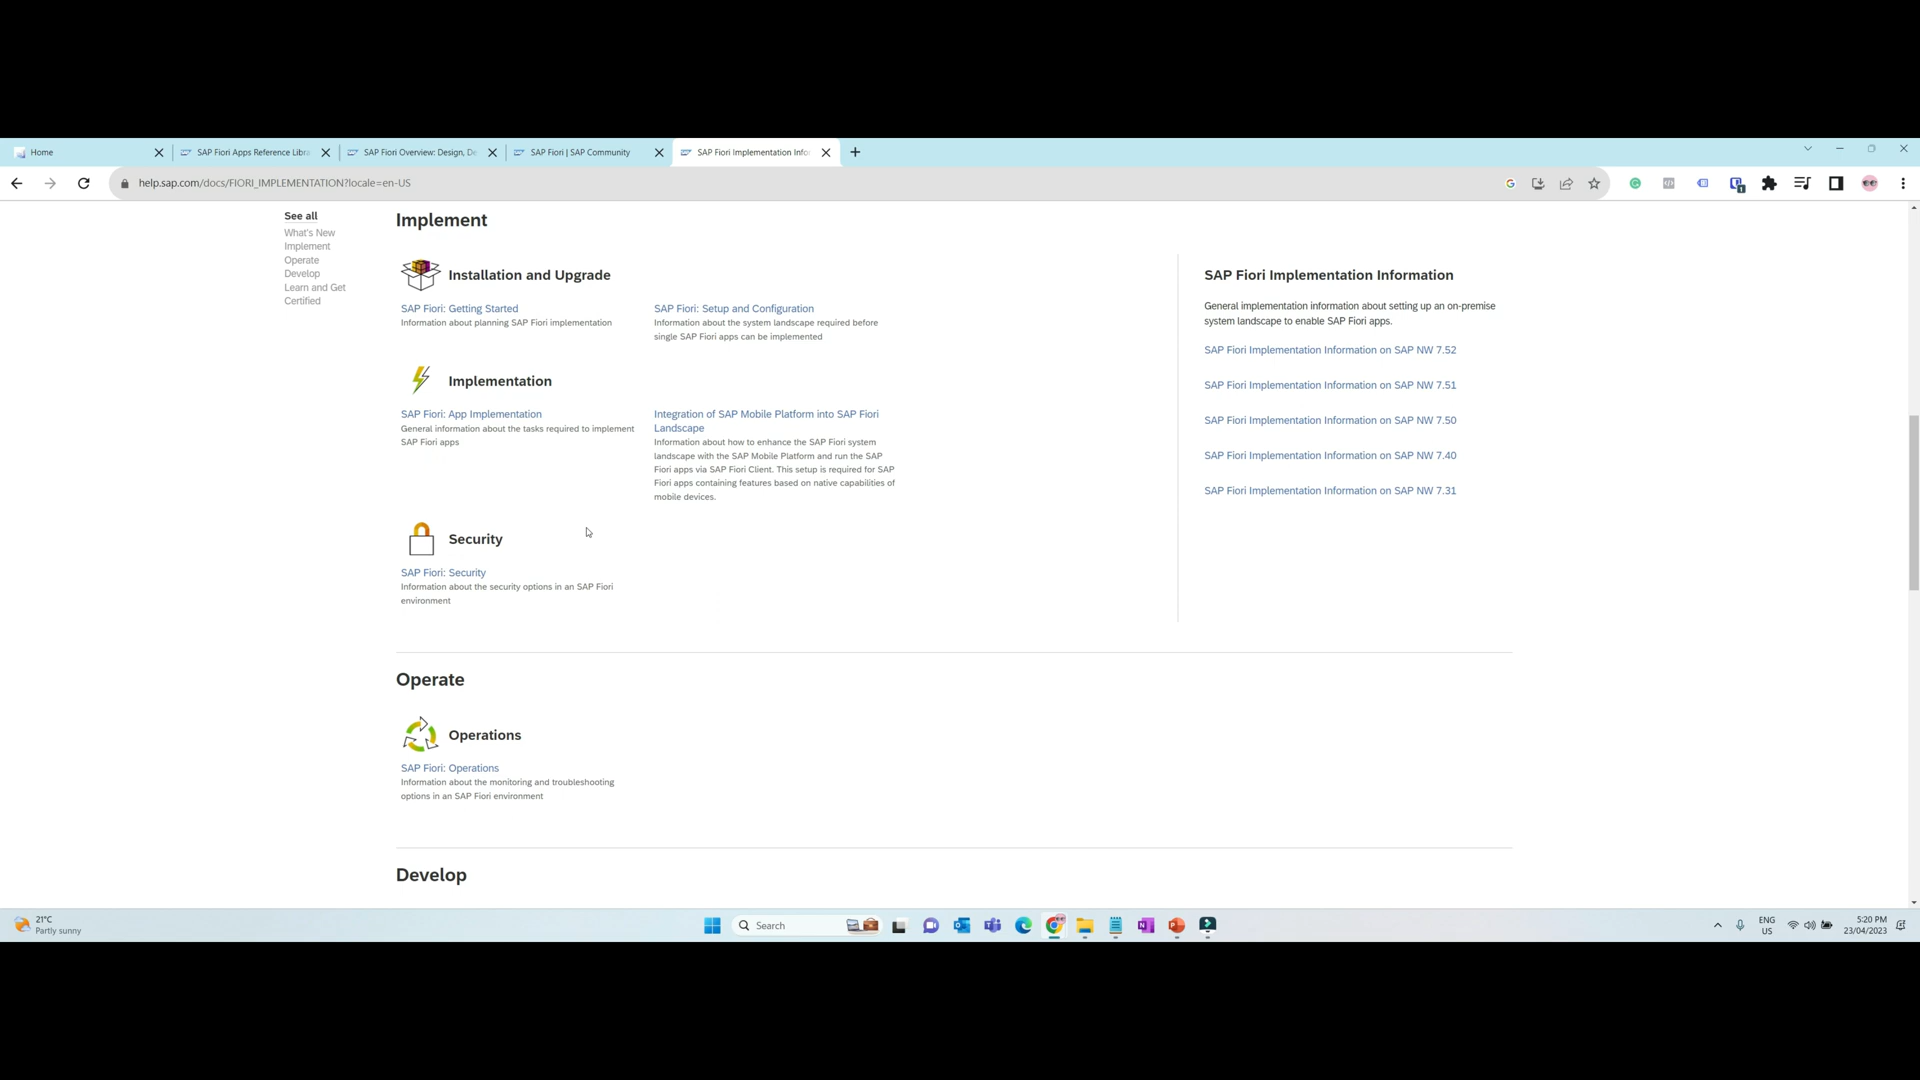 Home
SAP Fiori Apps Reference Libra
SAP Fiori Overview: Design, De
SAP Fiori | SAP Community
SAP Fiori Implementation Infor
help.sap.com/docs/FIORI_IMPLEMENTATION?locale=en-US
See all
What's New
Implement
Operate
Develop
Learn and Get
Certified
Implement
Installation and Upgrade
SAP Fiori: Getting Started
Information about planning SAP Fiori implementation
SAP Fiori: Setup and Configuration
Information about the system landscape required before
single SAP Fiori apps can be implemented
Implementation
SAP Fiori: App Implementation
General information about the tasks required to implement
SAP Fiori apps
Integration of SAP Mobile Platform into SAP Fiori
Landscape
Information about how to enhance the SAP Fiori system
landscape with the SAP Mobile Platform and run the SAP
Fiori apps via SAP Fiori Client. This setup is required for SAP
Fiori apps containing features based on native capabilities of
mobile devices.
Security
SAP Fiori: Security
Information about the security options in an SAP Fiori
environment
SAP Fiori Implementation Information
General implementation information about setting up an on-premise
system landscape to enable SAP Fiori apps.
SAP Fiori Implementation Information on SAP NW 7.52
SAP Fiori Implementation Information on SAP NW 7.51
SAP Fiori Implementation Information on SAP NW 7.50
SAP Fiori Implementation Information on SAP NW 7.40
SAP Fiori Implementation Information on SAP NW 7.31
Operate
Operations
SAP Fiori: Operations
Information about the monitoring and troubleshooting
options in an SAP Fiori environment
Develop
21°C
Partly sunny
Search
ENG
US
5:20 PM
23/04/2023